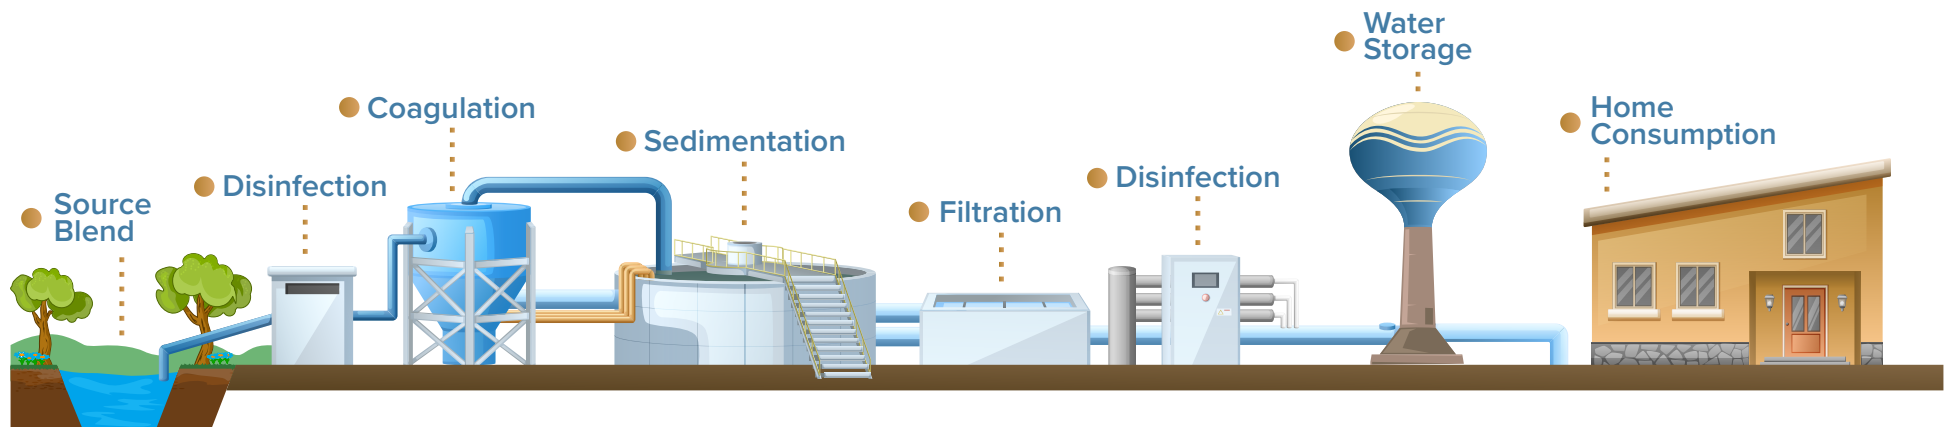 Source
Blend
Disinfection
Coagulation
Sedimentation
Filtration
Disinfection
Water
Storage
Home
Consumption